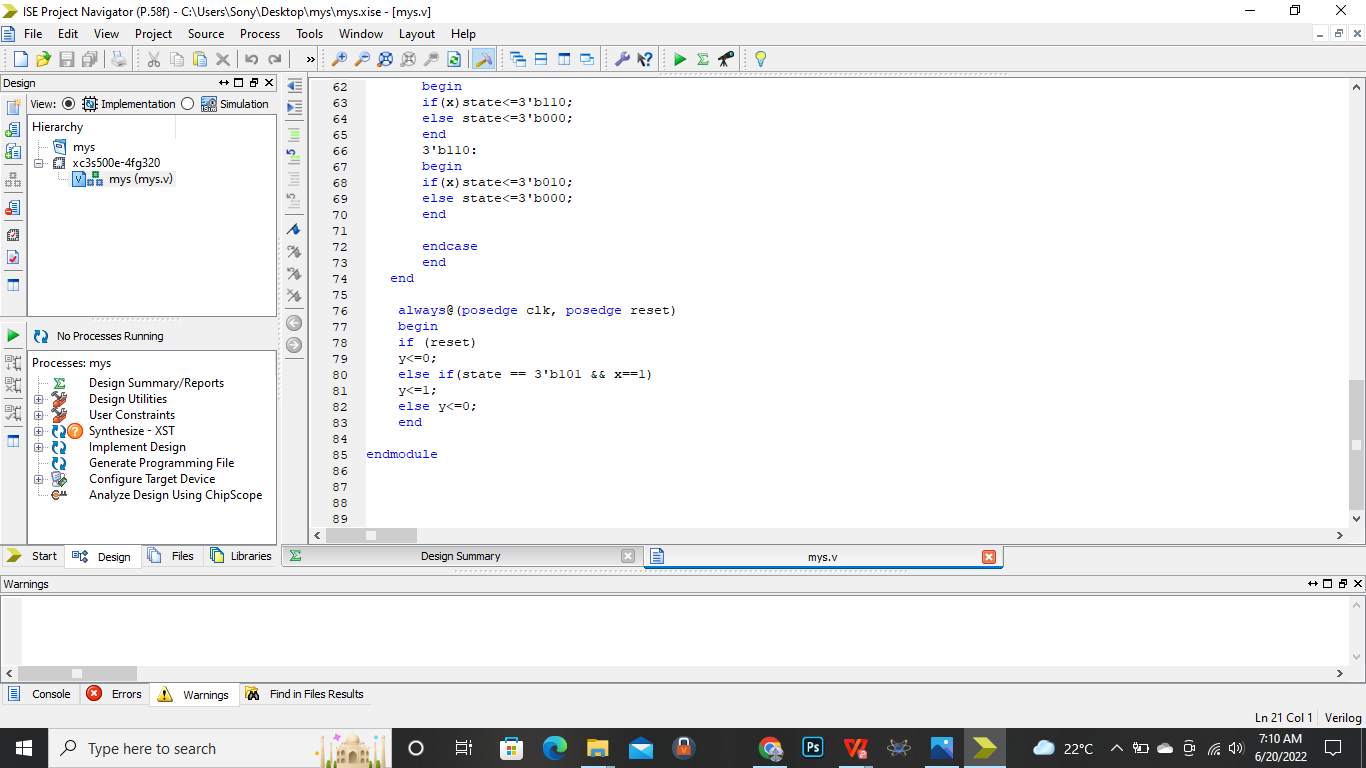 ISE Project Navigator (P.58f) - C:\Users\Sony\Desktop\mys\mys.xise - [mys.v]
File Edit View Project Source Process Tools Window Layout Help
»
Design
View: Implementation Simulation
Hierarchy
mys
xc3s500e-4fg320
mys (mys.v)
No Processes Running
Processes: mys
Design Summary/Reports
Design Utilities
User Constraints
Synthesize - XST
Implement Design
Generate Programming File
Configure Target Device
Analyze Design Using ChipScope
Start Design Files Libraries
62 begin
63 if(x)state<=3'b110;
64 else state<=3'b000;
65 end
66 3'b110:
67 begin
68 if(x)state<=3'b010;
69 else state<=3'b000;
70 end
71
72 endcase
73 end
74 end
75
76 always@(posedge clk, posedge reset)
77 begin
78 if (reset)
79 y<=0;
80 else if(state == 3'b101 && x==1)
81 y<=1;
82 else y<=0;
83 end
84
85 endmodule
86
87
88
89
Design Summary mys.v
Warnings
Console Errors Warnings Find in Files Results
Ln 21 Col 1 Verilog
Type here to search
Ps
22°C
7:10 AM
6/20/2022